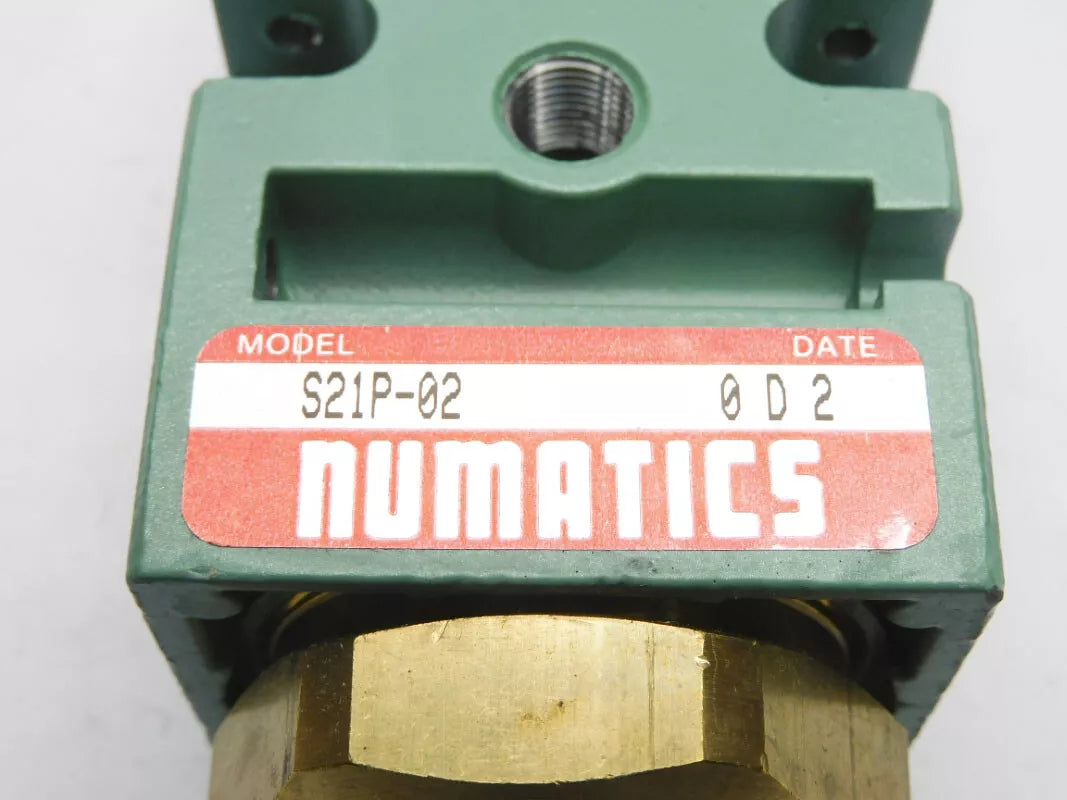 MODEL DATE
S21P-02 0 D 2
NUMATICS